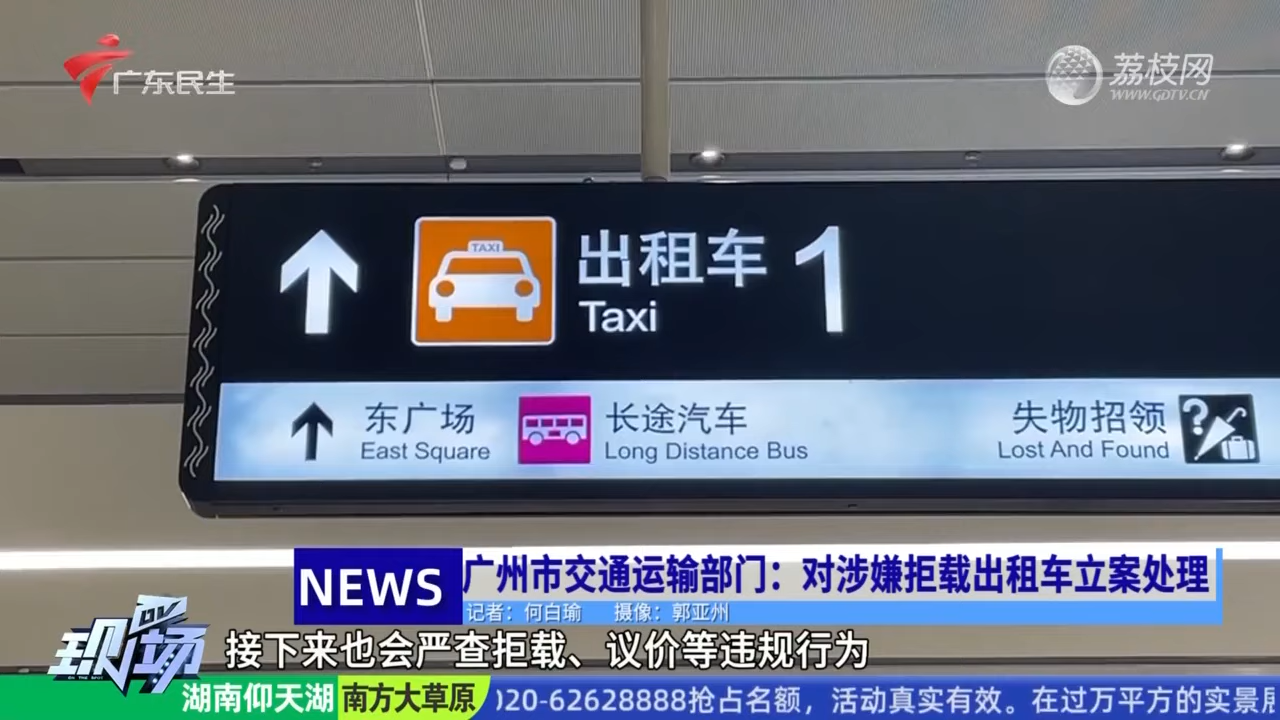 广东民生
荔枝网
WWW.GDTV.CN
TAXI
出租车 1
Taxi
东广场
East Square
长途汽车
Long Distance Bus
失物招领
Lost And Found
NEWS
广州市交通运输部门：对涉嫌拒载出租车立案处理
记者：何白瑜 摄像：郭亚州
DV现场
ON THE SPOT
接下来也会严查拒载、议价等违规行为
湖南仰天湖 南方大草原
020-62628888抢占名额，活动真实有效。在过万平方的实景展